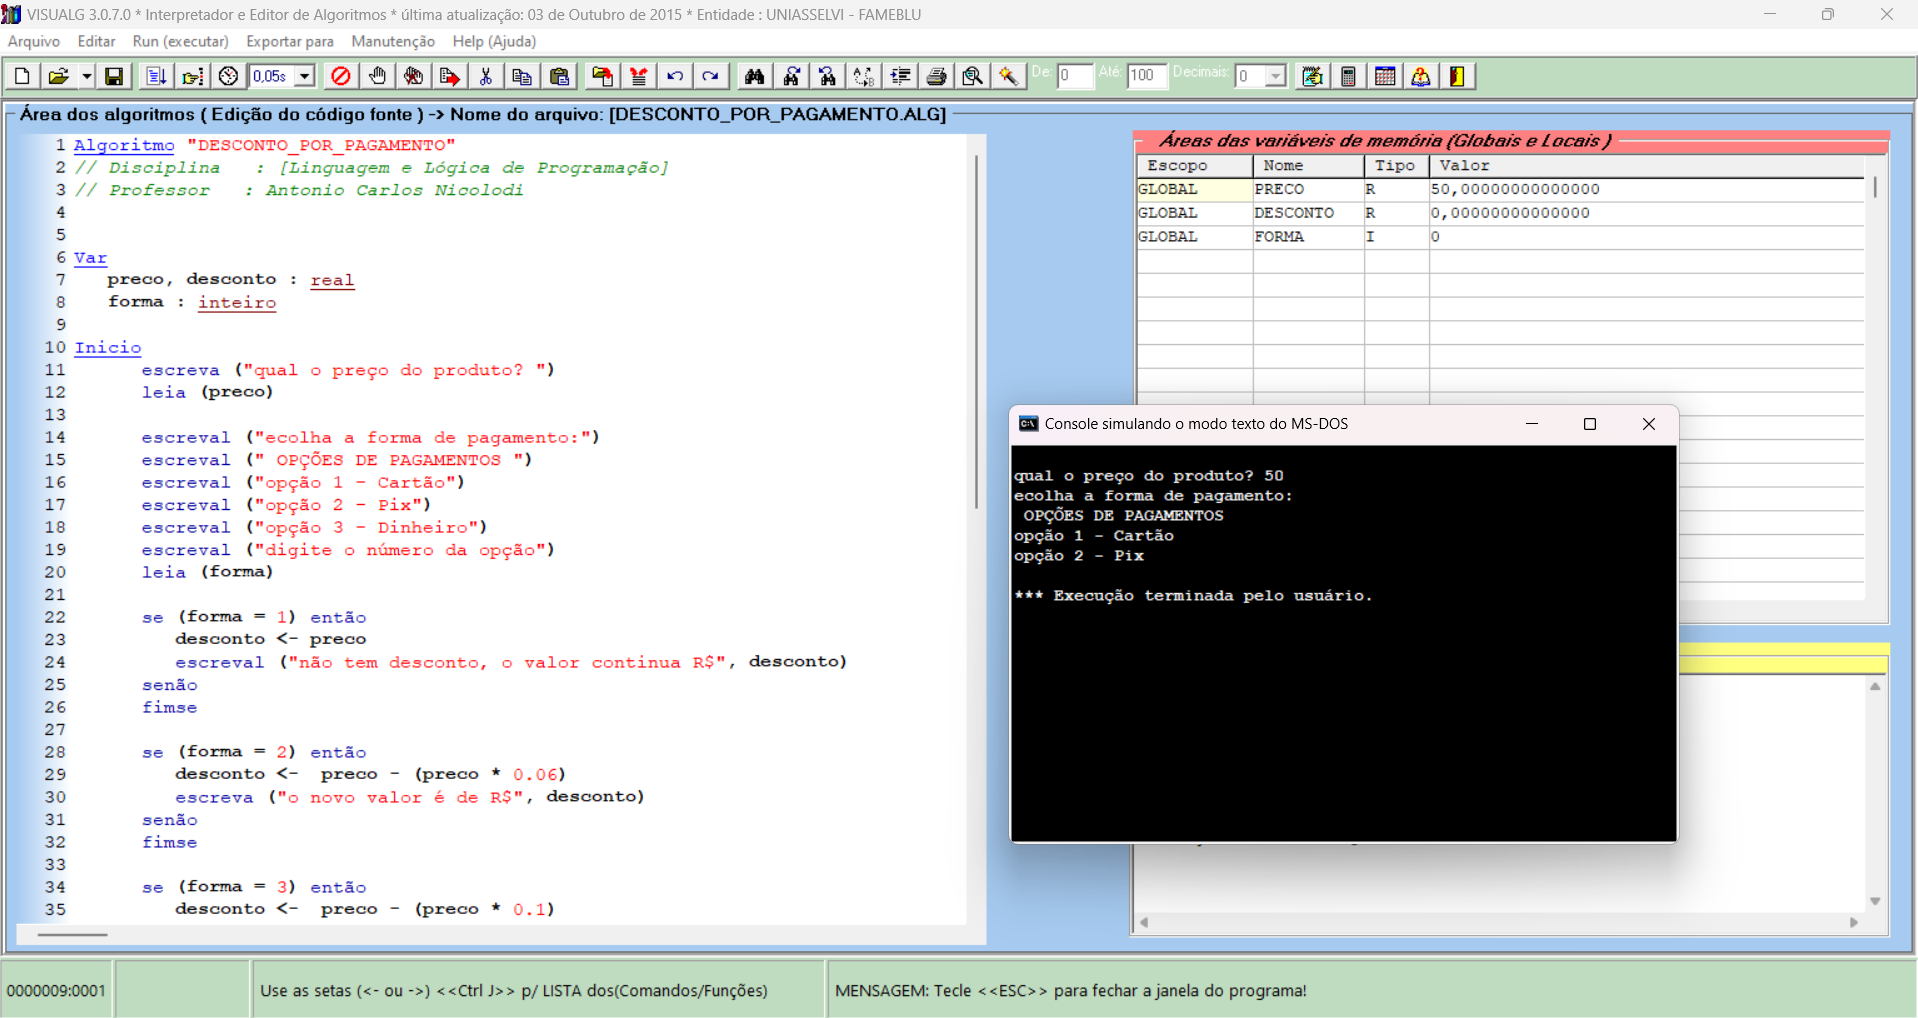 VISUALG 3.0.7.0 * Interpretador e Editor de Algoritmos * última atualização: 03 de Outubro de 2015 * Entidade : UNIASSELVI - FAMEBLU
Arquivo Editar Run (executar) Exportar para Manutenção Help (Ajuda)
0,05s De: 0 Até: 100 Decimais: 0
Área dos algoritmos ( Edição do código fonte ) -> Nome do arquivo: [DESCONTO_POR_PAGAMENTO.ALG]
1 Algoritmo "DESCONTO_POR_PAGAMENTO"
2 // Disciplina : [Linguagem e Lógica de Programação]
3 // Professor : Antonio Carlos Nicolodi
4
5
6 Var
7 preco, desconto : real
8 forma : inteiro
9
10 Inicio
11 escreva ("qual o preço do produto? ")
12 leia (preco)
13
14 escreval ("ecolha a forma de pagamento:")
15 escreval (" OPÇÕES DE PAGAMENTOS ")
16 escreval ("opção 1 - Cartão")
17 escreval ("opção 2 - Pix")
18 escreval ("opção 3 - Dinheiro")
19 escreval ("digite o número da opção")
20 leia (forma)
21
22 se (forma = 1) então
23 desconto <- preco
24 escreval ("não tem desconto, o valor continua R$", desconto)
25 senão
26 fimse
27
28 se (forma = 2) então
29 desconto <- preco - (preco * 0.06)
30 escreva ("o novo valor é de R$", desconto)
31 senão
32 fimse
33
34 se (forma = 3) então
35 desconto <- preco - (preco * 0.1)
Áreas das variáveis de memória (Globais e Locais )
Escopo Nome Tipo Valor
GLOBAL PRECO R 50,00000000000000
GLOBAL DESCONTO R 0,00000000000000
GLOBAL FORMA I 0
Console simulando o modo texto do MS-DOS
qual o preço do produto? 50
ecolha a forma de pagamento:
OPÇÕES DE PAGAMENTOS
opção 1 - Cartão
opção 2 - Pix
*** Execução terminada pelo usuário.
0000009:0001 Use as setas (<- ou ->) <<Ctrl J>> p/ LISTA dos(Comandos/Funções) MENSAGEM: Tecle <<ESC>> para fechar a janela do programa!